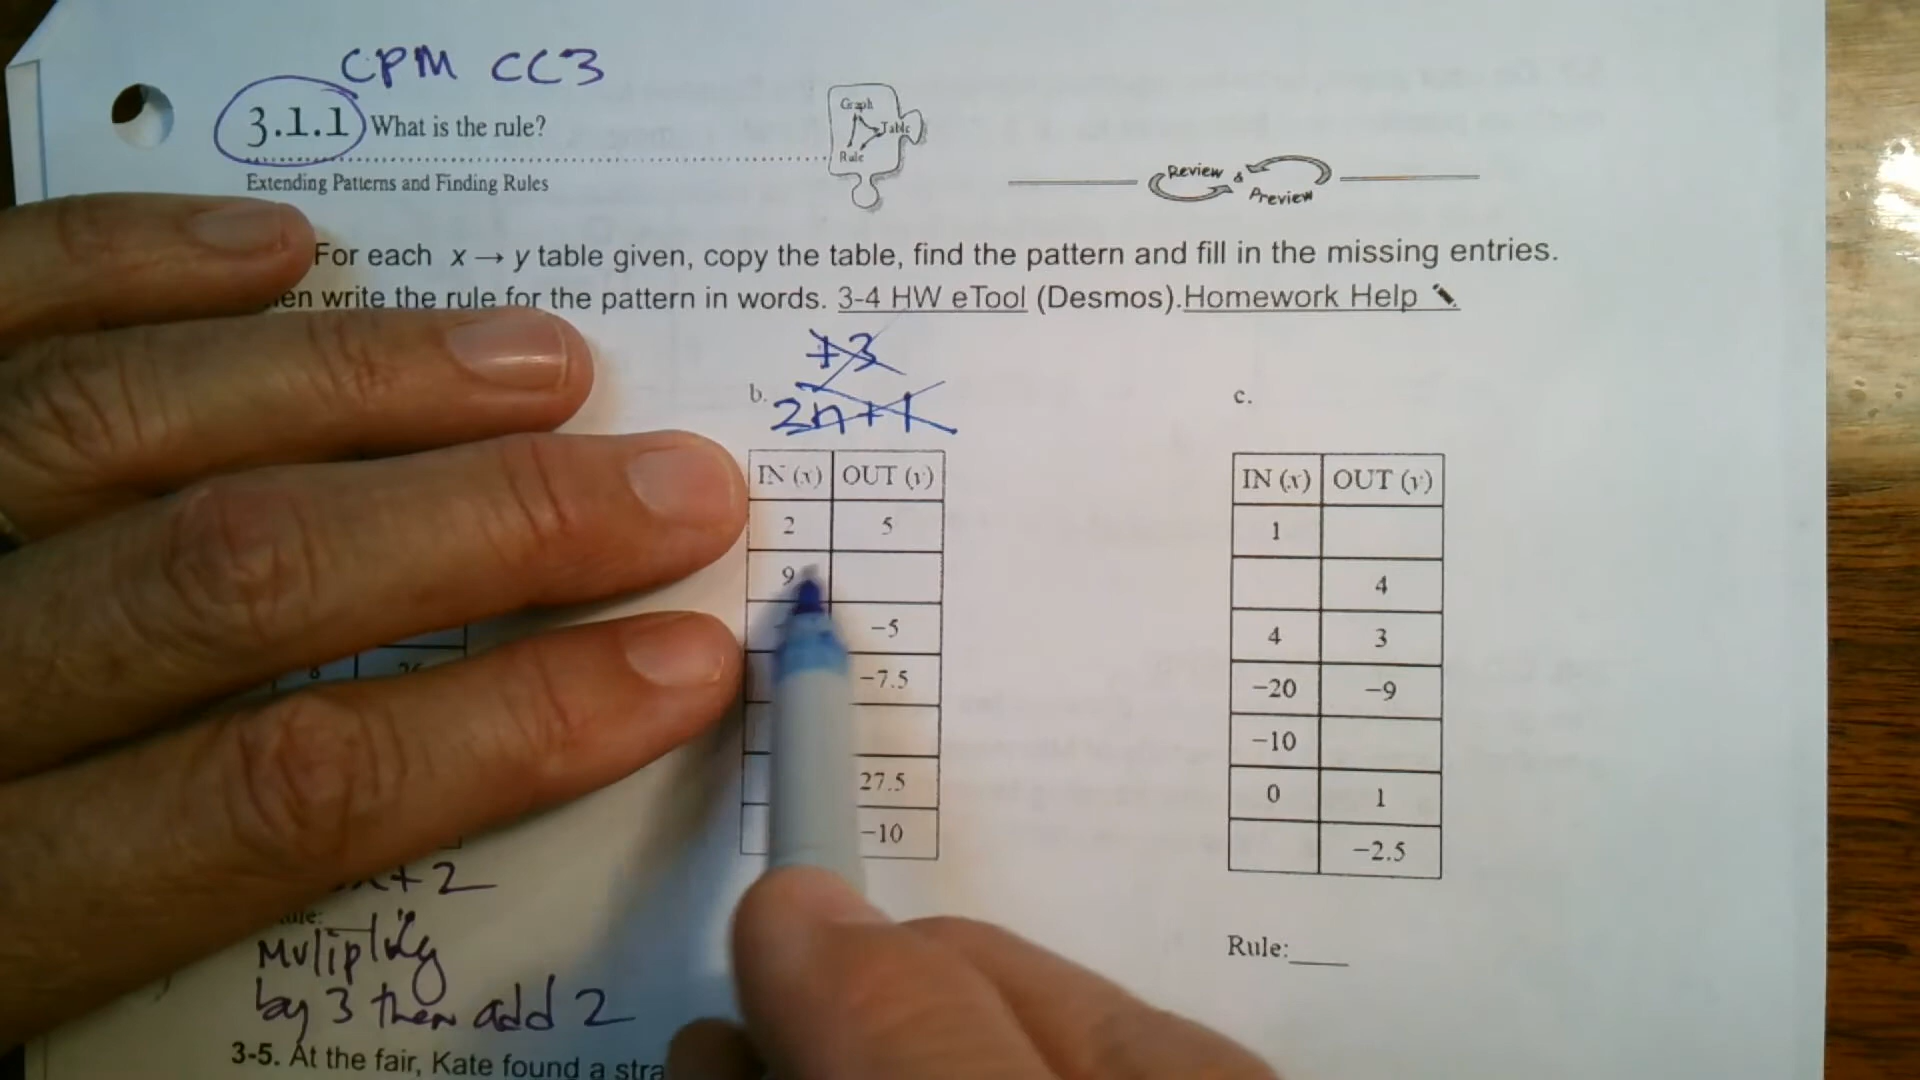 CPM CC3
3.1.1 What is the rule?
Graph
Table
Rule
Extending Patterns and Finding Rules
Review &
Preview
For each x → y table given, copy the table, find the pattern and fill in the missing entries.
write the rule for the pattern in words. 3-4 HW eTool (Desmos). Homework Help
+3
b.
2n+1
c.
IN (x) OUT (y)
2 5
9
-5
-7.5
27.5
-10
IN (x) OUT (y)
1
4
4 3
-20 -9
-10
0 1
-2.5
Rule:____
+2
Mulipliky
by 3 then add 2
3-5. At the fair, Kate found a stra